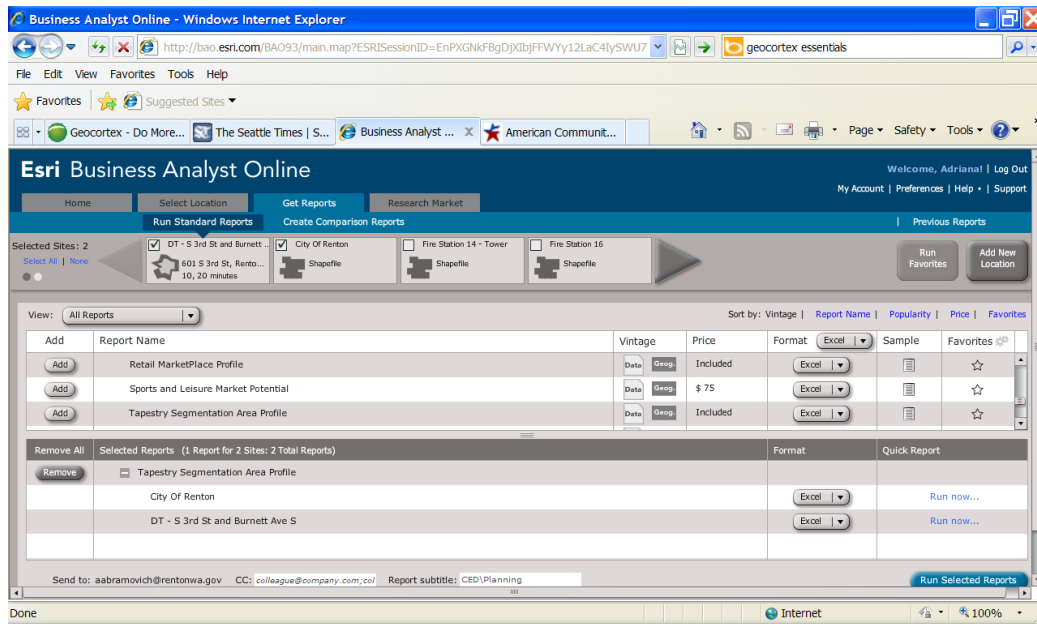 Business Analyst Online - Windows Internet Explorer
http://bao.esri.com/BAO93/main.map?ESRISessionID=EnPXGNkFBgDjXIbjFFWYy12LaC4IySWU7
geocortex essentials
File Edit View Favorites Tools Help
Favorites Suggested Sites
Geocortex - Do More... The Seattle Times | S... Business Analyst ... X American Communit... Page Safety Tools
Esri Business Analyst Online
Welcome, Adriana! | Log Out
My Account | Preferences | Help | Support
Home Select Location Get Reports Research Market
Run Standard Reports Create Comparison Reports | Previous Reports
Selected Sites: 2
Select All | None
DT - S 3rd St and Burnett ...
601 S 3rd St, Rento...
10, 20 minutes
City Of Renton
Shapefile
Fire Station 14 - Tower
Shapefile
Fire Station 16
Shapefile
Run Favorites
Add New Location
View: All Reports Sort by: Vintage | Report Name | Popularity | Price | Favorites
Add Report Name Vintage Price Format Excel Sample Favorites
Add Retail MarketPlace Profile Data Geog. Included Excel
Add Sports and Leisure Market Potential Data Geog. $ 75 Excel
Add Tapestry Segmentation Area Profile Data Geog. Included Excel
Remove All Selected Reports (1 Report for 2 Sites: 2 Total Reports) Format Quick Report
Remove Tapestry Segmentation Area Profile
City Of Renton Excel Run now...
DT - S 3rd St and Burnett Ave S Excel Run now...
Send to: aabramovich@rentonwa.gov CC: colleague@company.com;col Report subtitle: CED\Planning Run Selected Reports
Done Internet 100%